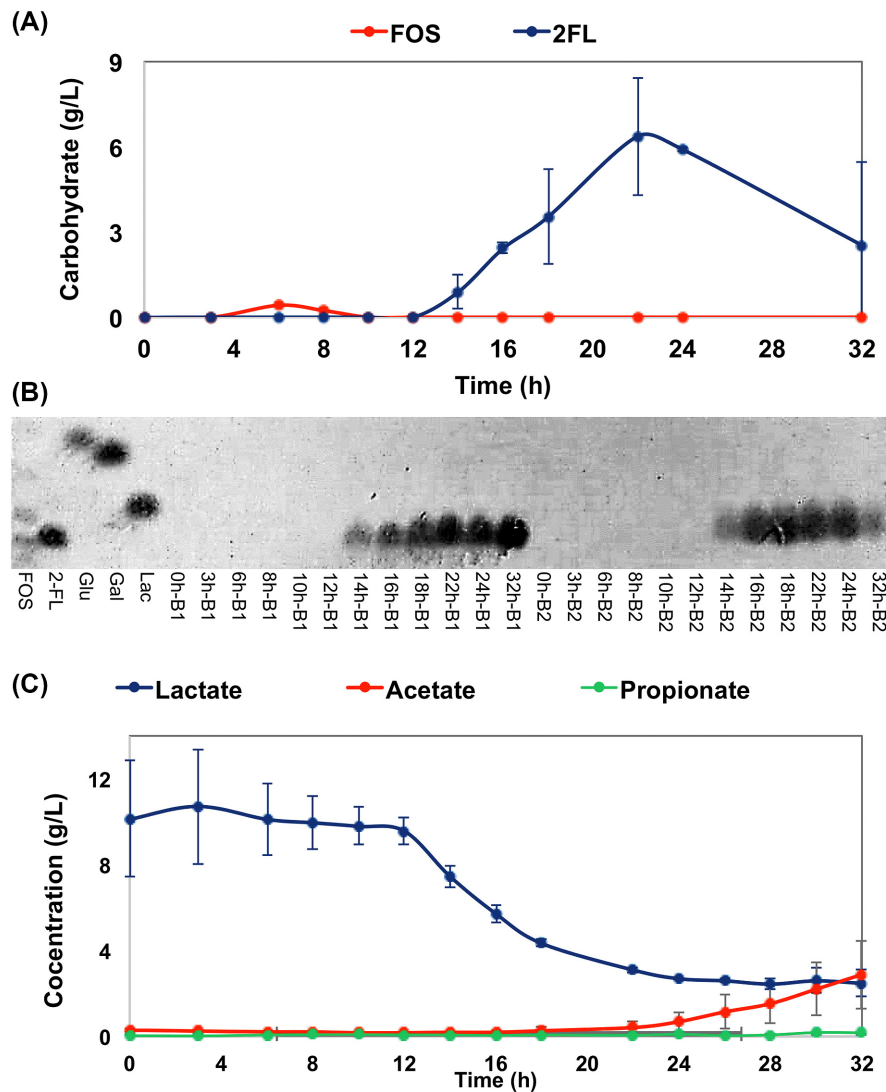 (A)
FOS 2FL
Carbohydrate (g/L)
9
6
3
0
0 4 8 12 16 20 24 28 32
Time (h)
(B)
FOS 2-FL Glu Gal Lac 0h-B1 3h-B1 6h-B1 8h-B1 10h-B1 12h-B1 14h-B1 16h-B1 18h-B1 22h-B1 24h-B1 32h-B1 0h-B2 3h-B2 6h-B2 8h-B2 10h-B2 12h-B2 14h-B2 16h-B2 18h-B2 22h-B2 24h-B2 32h-B2
(C)
Lactate Acetate Propionate
Cocentration (g/L)
12
8
4
0
0 4 8 12 16 20 24 28 32
Time (h)